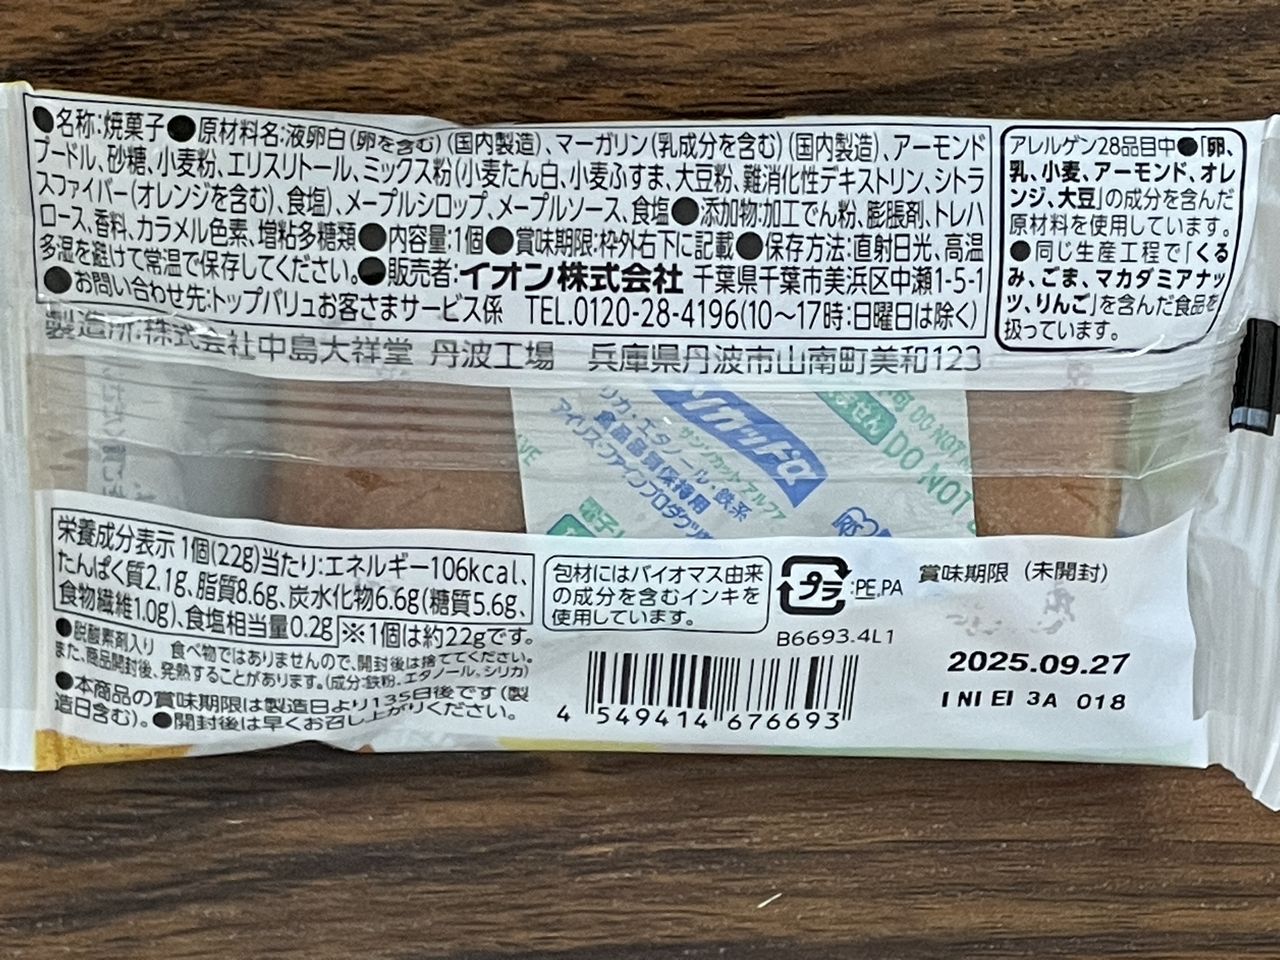 ●名称:焼菓子●原材料名:液卵白(卵を含む)(国内製造)、マーガリン(乳成分を含む)(国内製造)、アーモンド
プードル、砂糖、小麦粉、エリスリトール、ミックス粉(小麦たん白、小麦ふすま、大豆粉、難消化性デキストリン、シトラ
スファイバー(オレンジを含む)、食塩)、メープルシロップ、メープルソース、食塩●添加物:加工でん粉、膨脹剤、トレハ
ロース、香料、カラメル色素、増粘多糖類●内容量:1個●賞味期限:枠外右下に記載●保存方法:直射日光、高温
多湿を避けて常温で保存してください。●販売者:イオン株式会社 千葉県千葉市美浜区中瀬1-5-1
●お問い合わせ先:トップバリュお客さまサービス係 TEL.0120-28-4196(10〜17時:日曜日は除く)
製造所:株式会社中島大祥堂 丹波工場 兵庫県丹波市山南町美和123
アレルゲン28品目中●「卵、
乳、小麦、アーモンド、オレ
ンジ、大豆」の成分を含んだ
原材料を使用しています。
●同じ生産工程で「くる
み、ごま、マカダミアナッ
ツ、りんご」を含んだ食品を
扱っています。
サンソカット アルファ
食品品質保持用
アイリス・ファインプロダクツ
DO NOT
栄養成分表示 1個(22g)当たり:エネルギー106kcal、
たんぱく質2.1g、脂質8.6g、炭水化物6.6g(糖質5.6g、
食物繊維1.0g)、食塩相当量0.2g ※1個は約22gです。
●脱酸素剤入り 食べ物ではありませんので、開封後は捨ててください。
また、商品開封後、発熱することがあります。(成分:鉄粉、エタノール、シリカ)
●本商品の賞味期限は製造日より135日後です(製
造日含む)。●開封後は早くお召し上がりください。
包材にはバイオマス由来
の成分を含むインキを
使用しています。
プラ :PE,PA
B6693.4L1
4 549414 676693
賞味期限(未開封)
2025.09.27
INIEI 3A 018